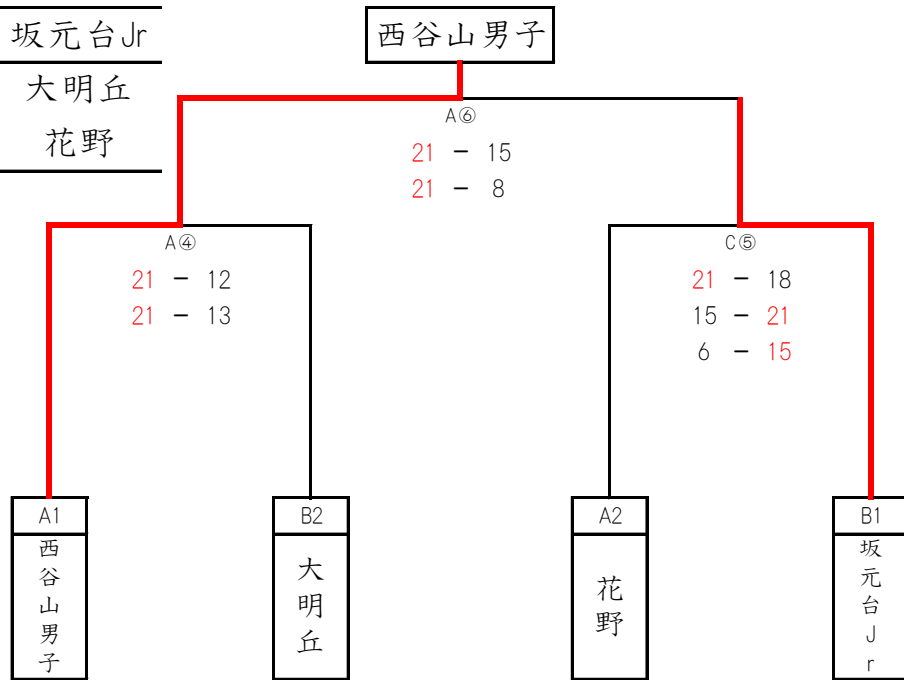 坂元台Jr
西谷山男子
大明丘
花野
A⑥
21 - 15
21 - 8
A④
21 - 12
21 - 13
C⑤
21 - 18
15 - 21
6 - 15
A1
西谷山男子
B2
大明丘
A2
花野
B1
坂元台Jr